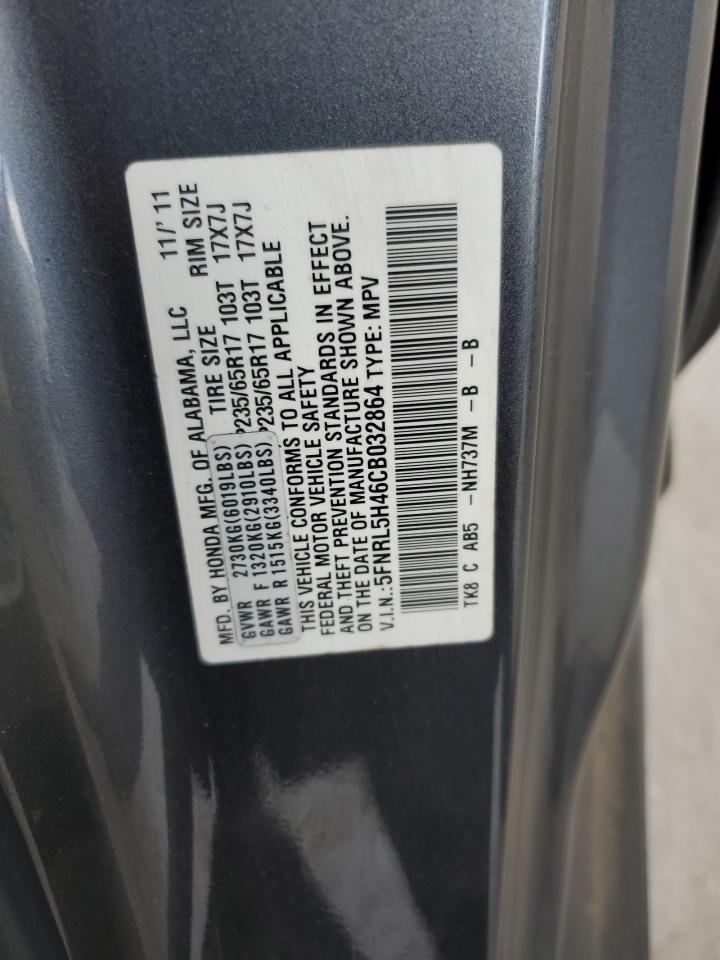 MFD. BY HONDA MFG. OF ALABAMA, LLC 11/' 11
GVWR 2730KG(6019LBS) TIRE SIZE RIM SIZE
GAWR F 1320KG(2910LBS) P235/65R17 103T 17X7J
GAWR R 1515KG(3340LBS) P235/65R17 103T 17X7J
THIS VEHICLE CONFORMS TO ALL APPLICABLE
FEDERAL MOTOR VEHICLE SAFETY
AND THEFT PREVENTION STANDARDS IN EFFECT
ON THE DATE OF MANUFACTURE SHOWN ABOVE.
V.I.N.:5FNRL5H46CB032864 TYPE: MPV
TK8 C AB5 -NH737M -B -B